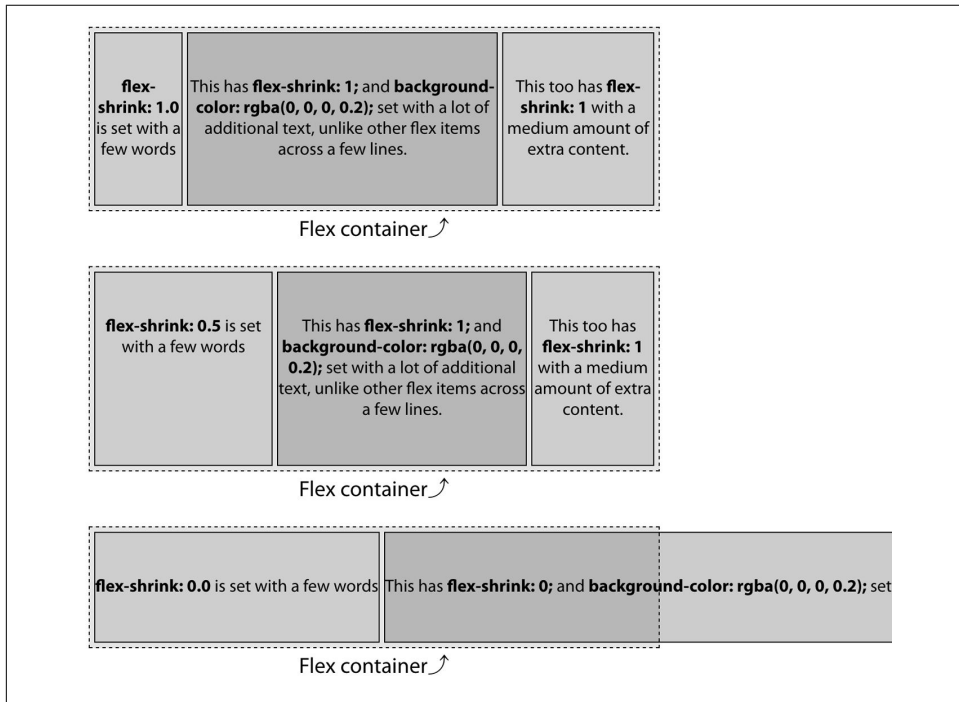 flex-
shrink: 1.0
is set with a
few words
This has flex-shrink: 1; and background-
color: rgba(0, 0, 0, 0.2); set with a lot of
additional text, unlike other flex items
across a few lines.
This too has flex-
shrink: 1 with a
medium amount of
extra content.
Flex container
flex-shrink: 0.5 is set
with a few words
This has flex-shrink: 1; and
background-color: rgba(0, 0, 0,
0.2); set with a lot of additional
text, unlike other flex items across
a few lines.
This too has
flex-shrink: 1
with a medium
amount of extra
content.
Flex container
flex-shrink: 0.0 is set with a few words
This has flex-shrink: 0; and background-color: rgba(0, 0, 0, 0.2); set
Flex container